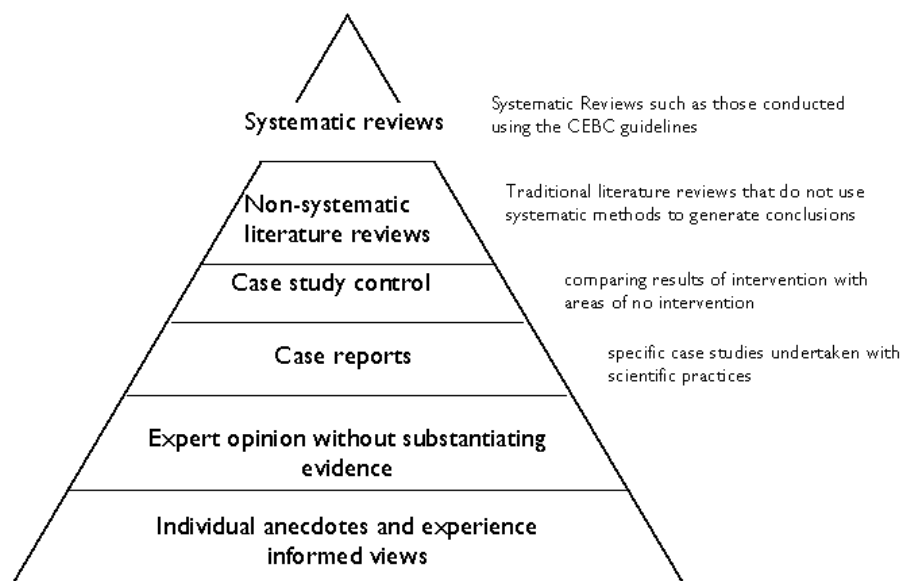 Systematic reviews
Systematic Reviews such as those conducted
using the CEBC guidelines
Non-systematic
literature reviews
Traditional literature reviews that do not use
systematic methods to generate conclusions
Case study control
comparing results of intervention with
areas of no intervention
Case reports
specific case studies undertaken with
scientific practices
Expert opinion without substantiating
evidence
Individual anecdotes and experience
informed views